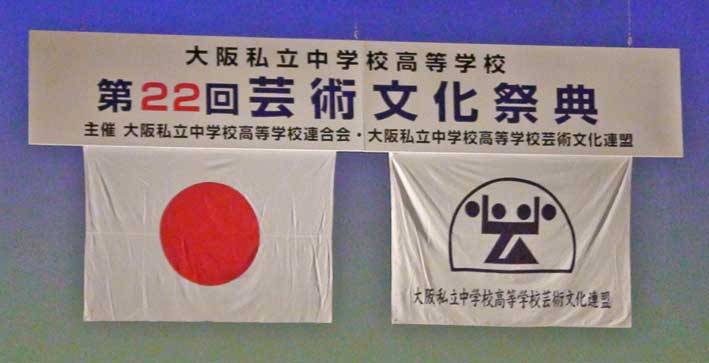 大阪私立中学校高等学校
第22回芸術文化祭典
主催 大阪私立中学校高等学校連合会・大阪私立中学校高等学校芸術文化連盟
大阪私立中学校高等学校芸術文化連盟